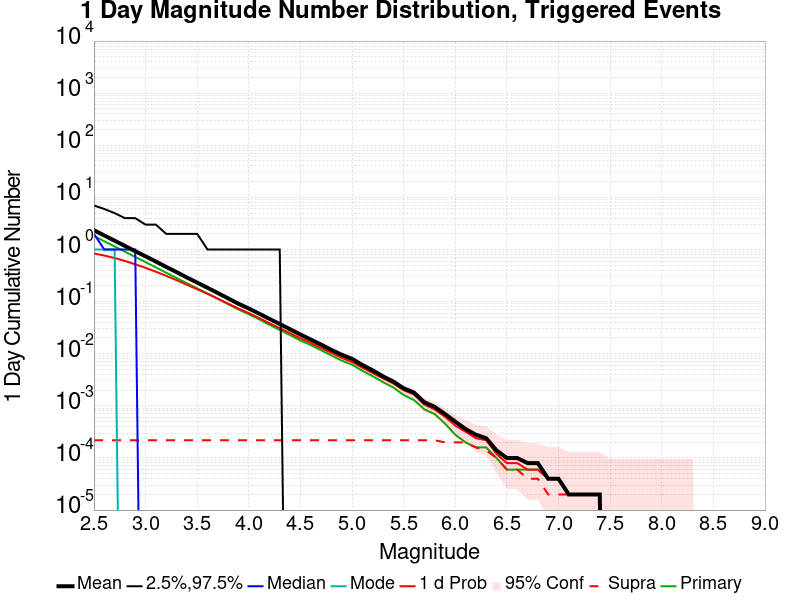 1 Day Magnitude Number Distribution, Triggered Events
10^4
10^3
10^2
10^1
10^0
10^-1
10^-2
10^-3
10^-4
10^-5
1 Day Cumulative Number
2.5 3.0 3.5 4.0 4.5 5.0 5.5 6.0 6.5 7.0 7.5 8.0 8.5 9.0
Magnitude
Mean 2.5%,97.5% Median Mode 1 d Prob 95% Conf Supra Primary